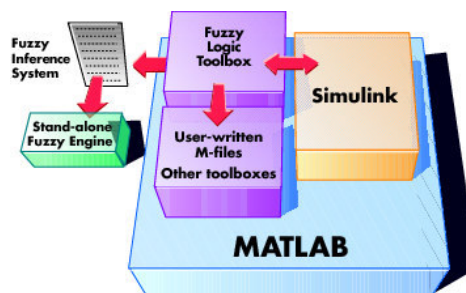 Fuzzy
Inference
System
Fuzzy
Logic
Toolbox
Simulink
Stand-alone
Fuzzy Engine
User-written
M-files
Other toolboxes
MATLAB